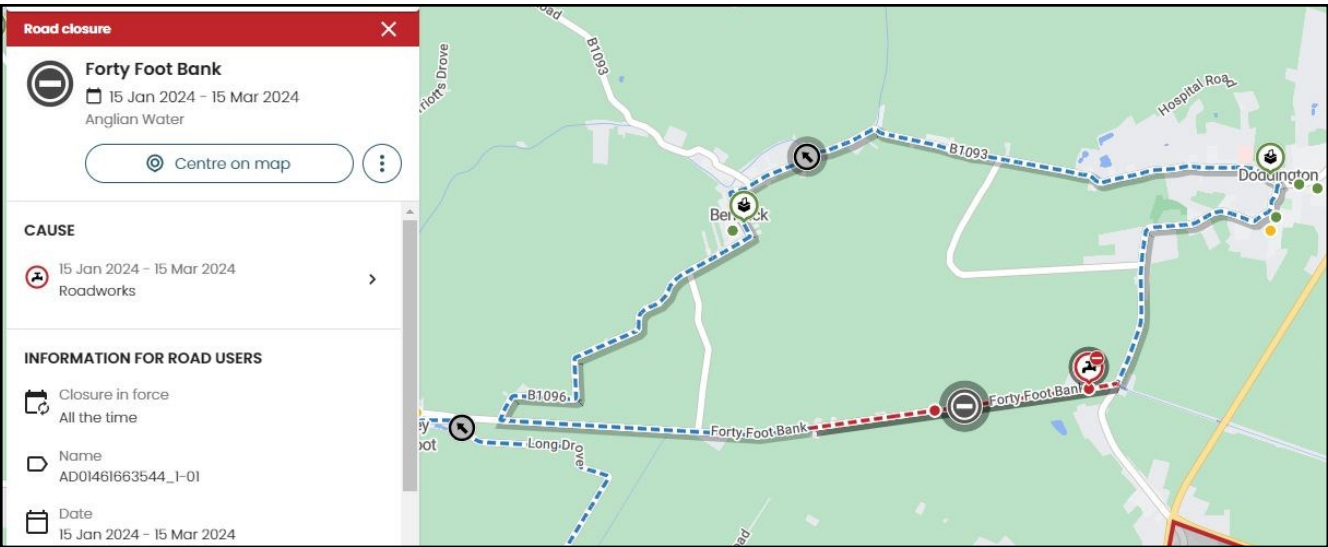 Road closure
Forty Foot Bank
15 Jan 2024 - 15 Mar 2024
Anglian Water
Centre on map
CAUSE
15 Jan 2024 - 15 Mar 2024
Roadworks
INFORMATION FOR ROAD USERS
Closure in force
All the time
Name
AD01461663544_1-01
Date
15 Jan 2024 - 15 Mar 2024
B1093
Hospital Road
B1093
Doddington
B1096
Forty Foot Bank
Forty Foot Bank
Long Drove